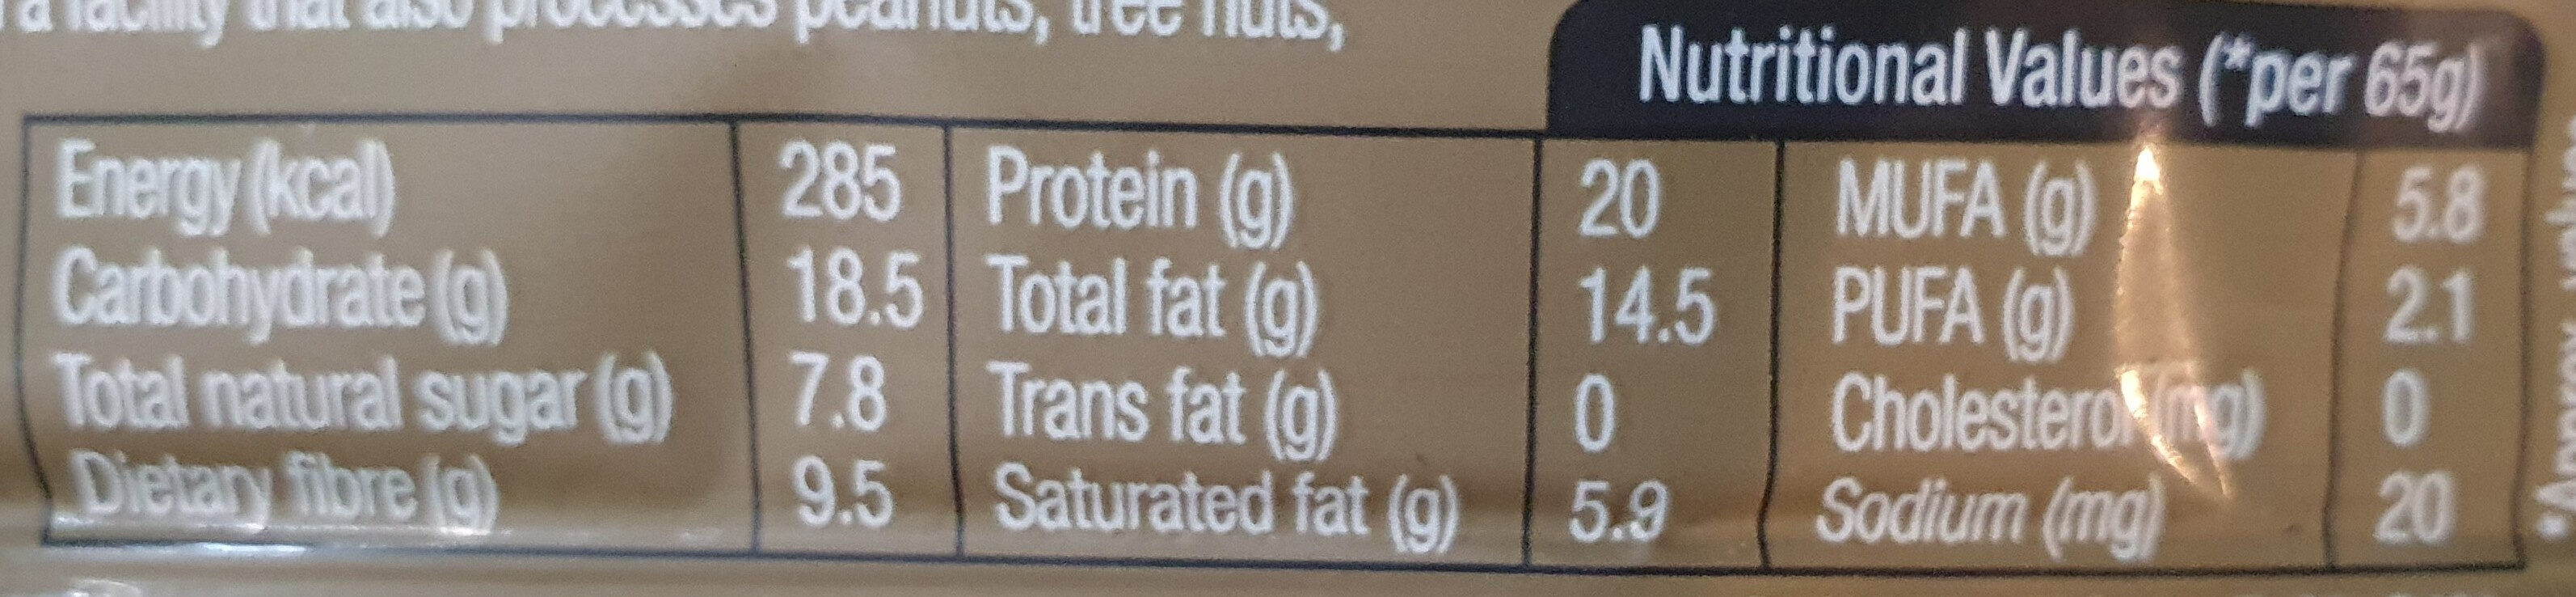 a facility that also processes peanuts, tree nuts,
Nutritional Values (*per 65g)
Energy (kcal) 285 Protein (g) 20 MUFA (g) 5.8
Carbohydrate (g) 18.5 Total fat (g) 14.5 PUFA (g) 2.1
Total natural sugar (g) 7.8 Trans fat (g) 0 Cholesterol (mg) 0
Dietary fibre (g) 9.5 Saturated fat (g) 5.9 Sodium (mg) 20